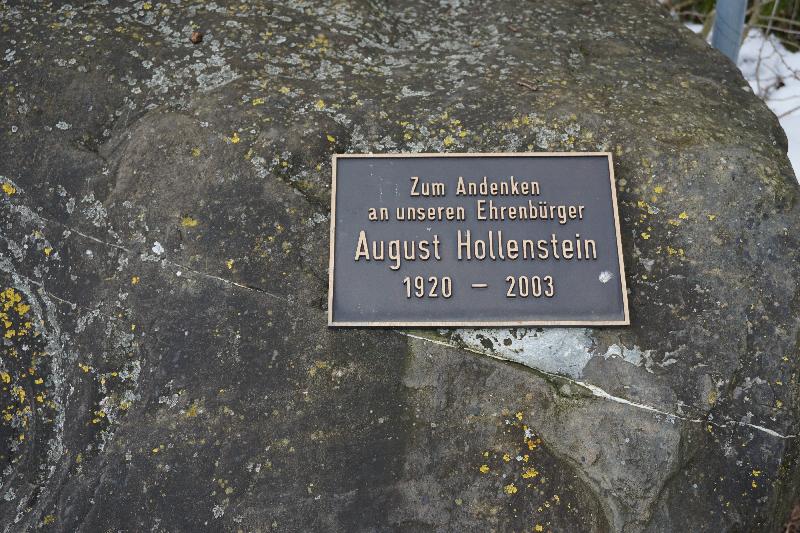 Zum Andenken
an unseren Ehrenbürger
August Hollenstein
1920 – 2003